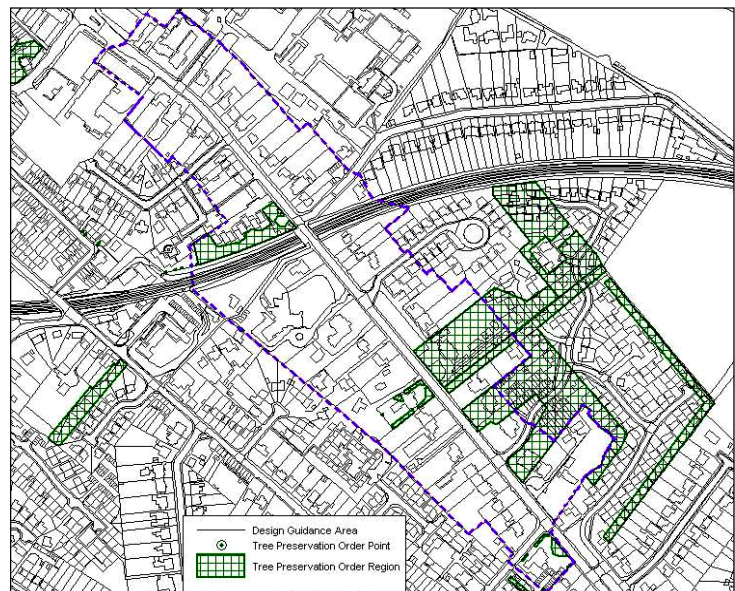 Design Guidance Area
Tree Preservation Order Point
Tree Preservation Order Region